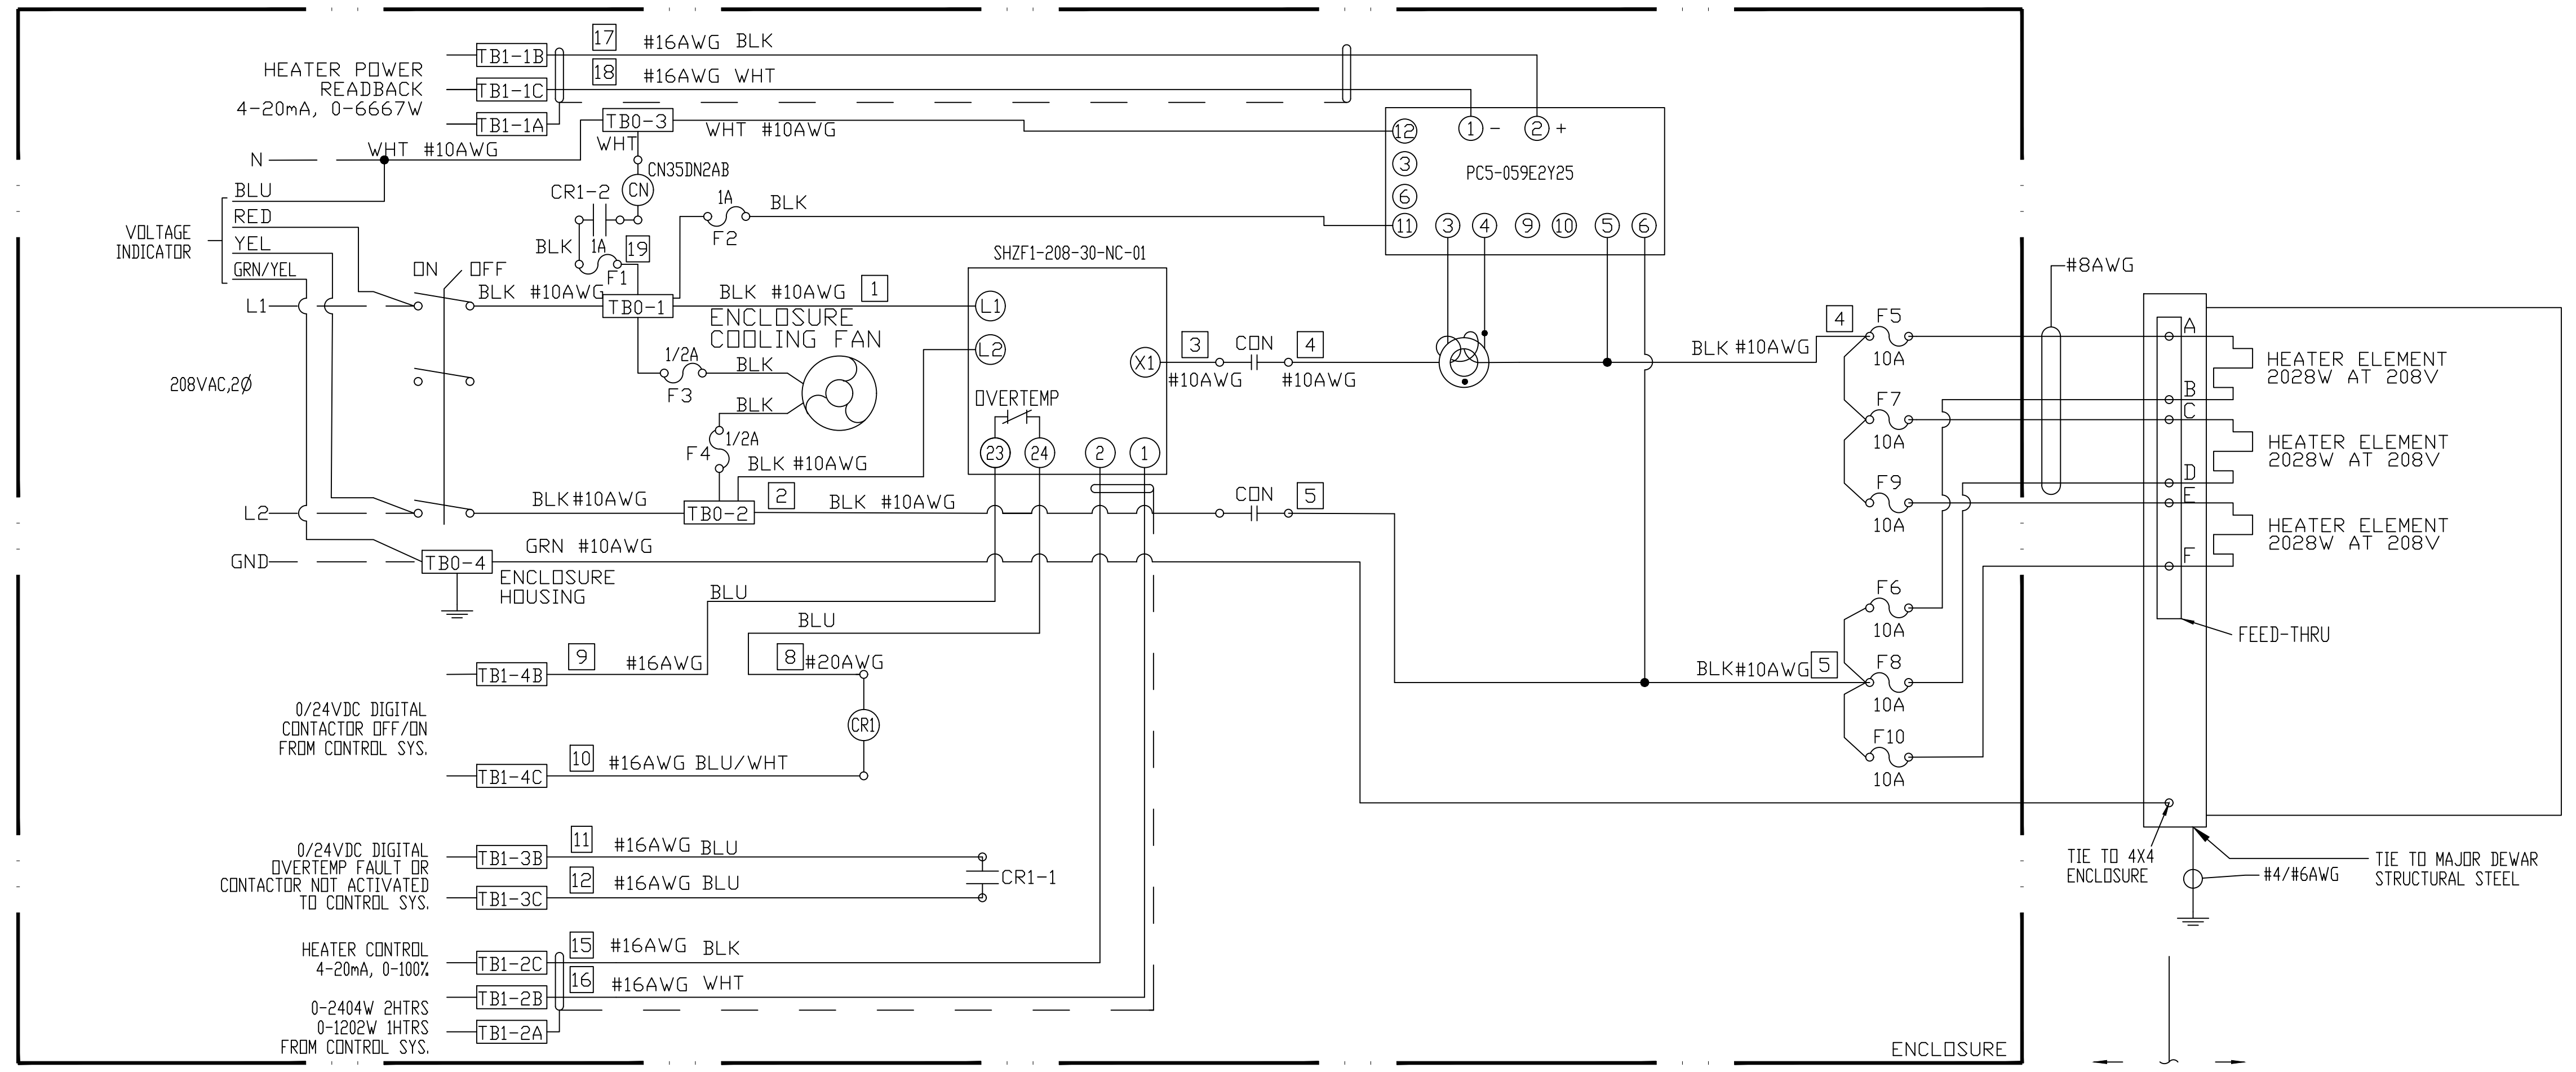 17
#16AWG BLK
TB1-1B
HEATER POWER
READBACK
4-20mA, 0-6667W
18
#16AWG WHT
TB1-1C
TB1-1A
TB0-3
WHT #10AWG
WHT
N
WHT #10AWG
CN35DN2AB
CN
CR1-2
BLU
RED
YEL
GRN/YEL
VOLTAGE
INDICATOR
1A
BLK
F2
BLK
1A
19
F1
12
1 -
2 +
3
6
11
PC5-059E2Y25
3
4
9
10
5
6
ON
OFF
L1
BLK #10AWG
TB0-1
BLK #10AWG
1
SHZF1-208-30-NC-01
L1
L2
X1
OVERTEMP
23
24
2
1
ENCLOSURE
COOLING FAN
1/2A
BLK
F3
BLK
1/2A
F4
BLK #10AWG
208VAC,2Ø
3
CON
4
#10AWG
#10AWG
BLK #10AWG
4
F5
10A
F7
10A
F9
10A
#8AWG
A
B
C
D
E
F
HEATER ELEMENT
2028W AT 208V
HEATER ELEMENT
2028W AT 208V
HEATER ELEMENT
2028W AT 208V
L2
BLK#10AWG
TB0-2
2
BLK #10AWG
CON
5
GND
TB0-4
GRN #10AWG
ENCLOSURE
HOUSING
BLU
BLU
F6
10A
BLK#10AWG
5
F8
10A
F10
10A
FEED-THRU
TB1-4B
9
#16AWG
8
#20AWG
0/24VDC DIGITAL
CONTACTOR OFF/ON
FROM CONTROL SYS.
CR1
TB1-4C
10
#16AWG BLU/WHT
0/24VDC DIGITAL
OVERTEMP FAULT OR
CONTACTOR NOT ACTIVATED
TO CONTROL SYS.
TB1-3B
11
#16AWG BLU
TB1-3C
12
#16AWG BLU
CR1-1
TIE TO 4X4
ENCLOSURE
TIE TO MAJOR DEWAR
STRUCTURAL STEEL
#4/#6AWG
HEATER CONTROL
4-20mA, 0-100%
TB1-2C
15
#16AWG BLK
TB1-2B
16
#16AWG WHT
0-2404W 2HTRS
0-1202W 1HTRS
FROM CONTROL SYS.
TB1-2A
ENCLOSURE